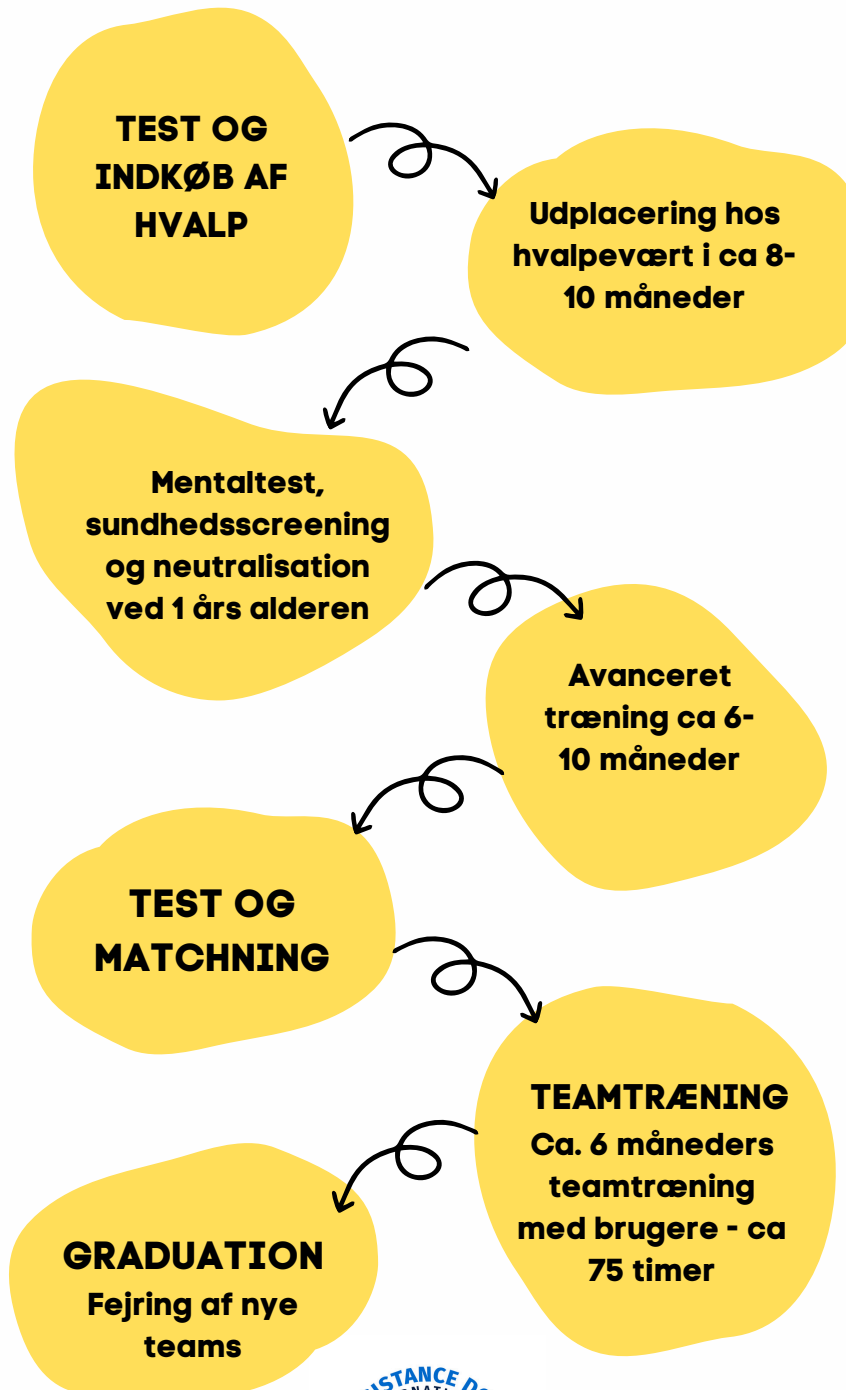 TEST OG
INDKØB AF
HVALP
Udplacering hos
hvalpevært i ca 8-
10 måneder
Mentaltest,
sundhedsscreening
og neutralisation
ved 1 års alderen
Avanceret
træning ca 6-
10 måneder
TEST OG
MATCHNING
TEAMTRÆNING
Ca. 6 måneders
teamtræning
med brugere - ca
75 timer
GRADUATION
Fejring af nye
teams